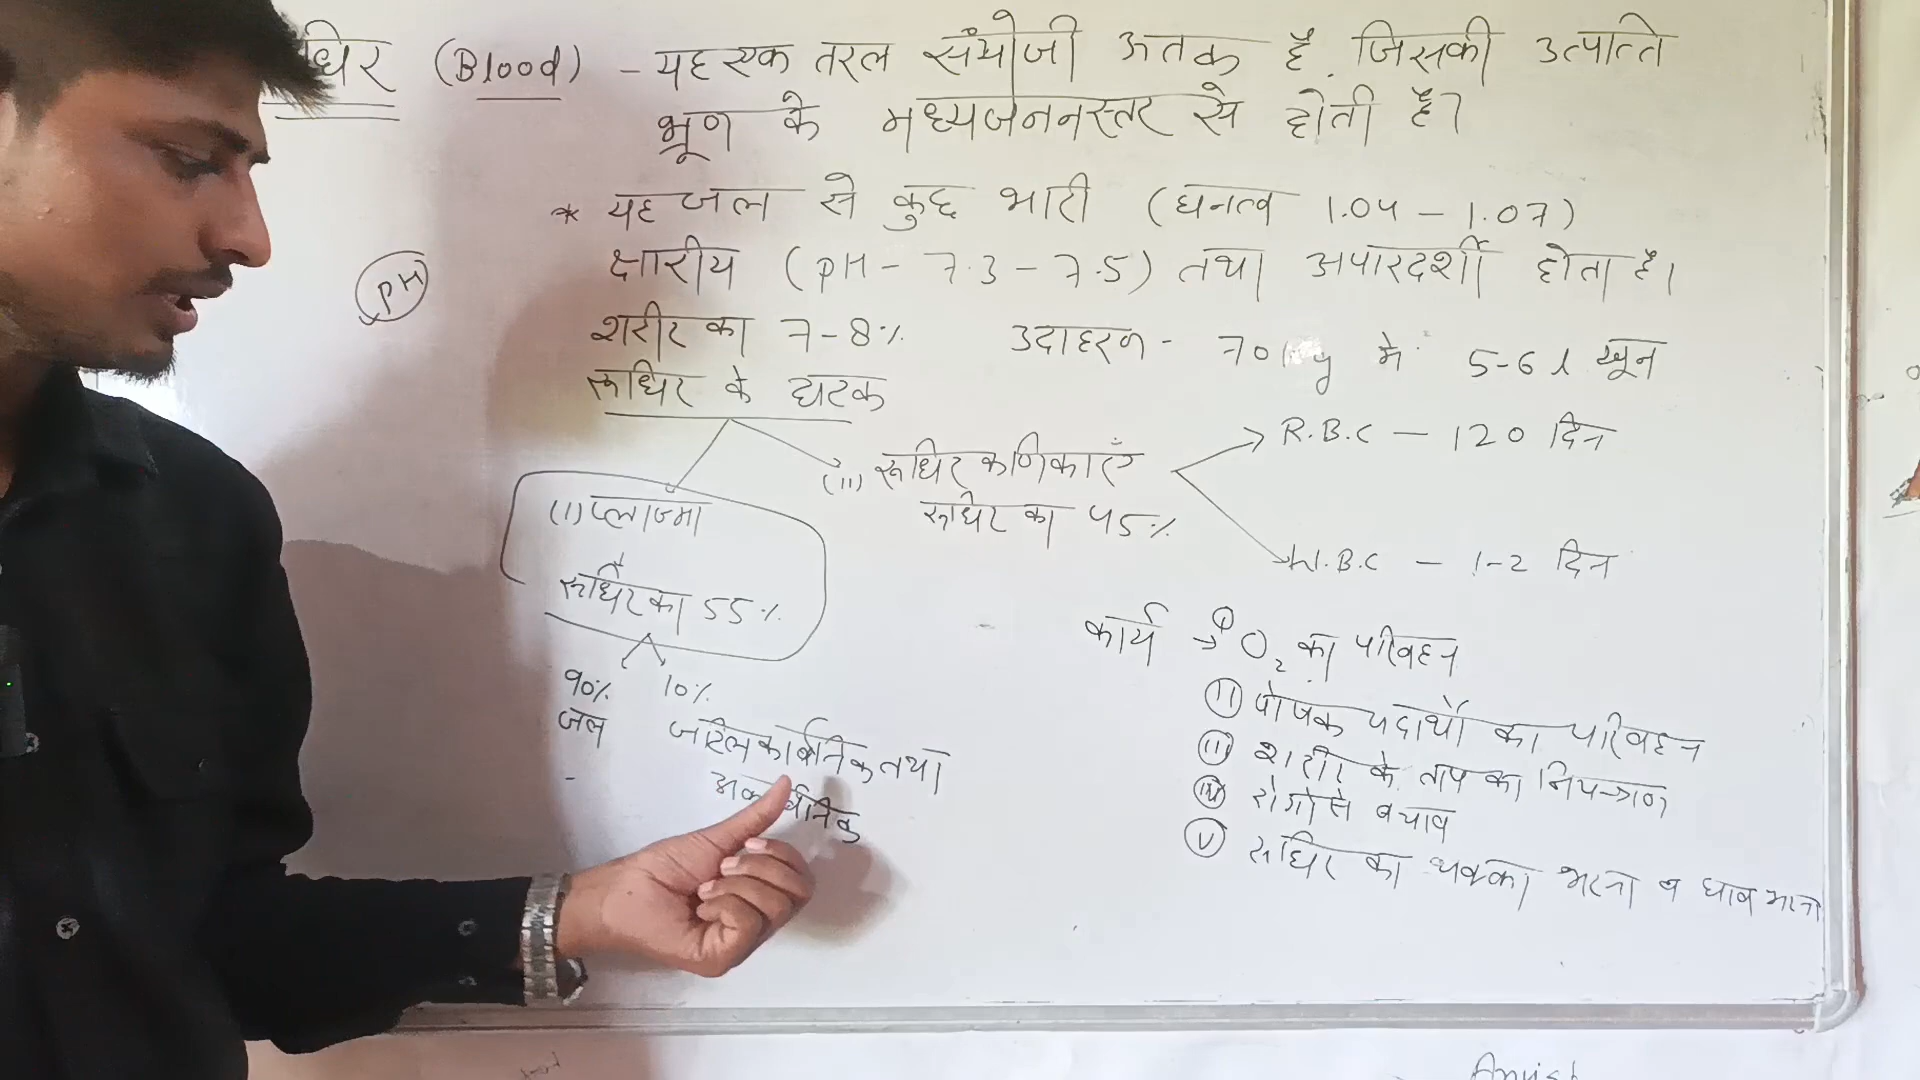 धिर (Blood) - यह एक तरल संयोजी ऊतक है. जिसकी उत्पत्ति
भ्रूण के मध्यजननस्तर से होती है।
* यह जल से कुछ भारी (घनत्व 1.04 - 1.07)
क्षारीय (PH - 7.3 - 7.5) तथा अपारदर्शी होता है।
PH
शरीर का 7-8% उदाहरण - 70 kg मे 5-6 l खून
रूधिर के घटक
(I) प्लाज्मा
रूधिर का 55%
90% 10%
जल जटिल कार्बनिक तथा
अकार्बनिक
(II) रूधिर कणिकाएँ
रूधिर का 45%
R.B.C - 120 दिन
W.B.C - 1-2 दिन
कार्य → I O2 का परिवहन
II पोषक पदार्थों का परिवहन
III शरीर के ताप का नियन्त्रण
IV रोगो से बचाव
V रूधिर का थक्का भरना व घाव भरना